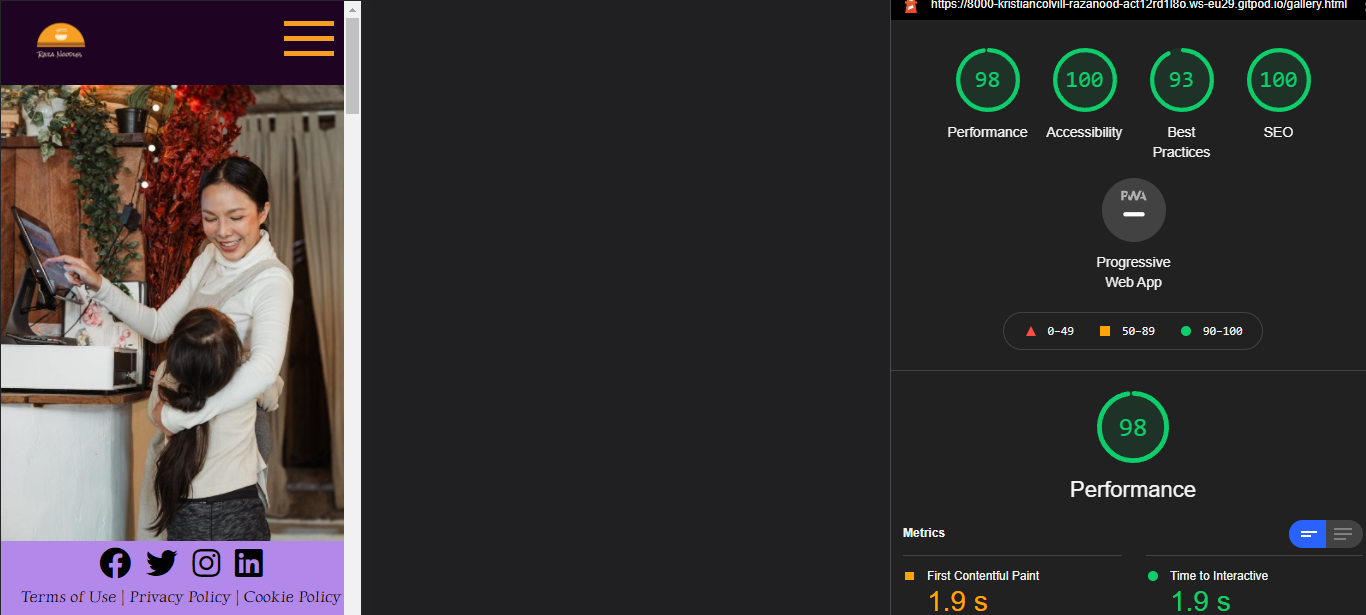 Raza Noodles
Terms of Use | Privacy Policy | Cookie Policy
https://8000-kristiancolvill-razanood-act12rd1l8o.ws-eu29.gitpod.io/gallery.html
98
100
93
100
Performance
Accessibility
Best
Practices
SEO
PWA
Progressive
Web App
0–49
50–89
90–100
98
Performance
Metrics
First Contentful Paint
1.9 s
Time to Interactive
1.9 s